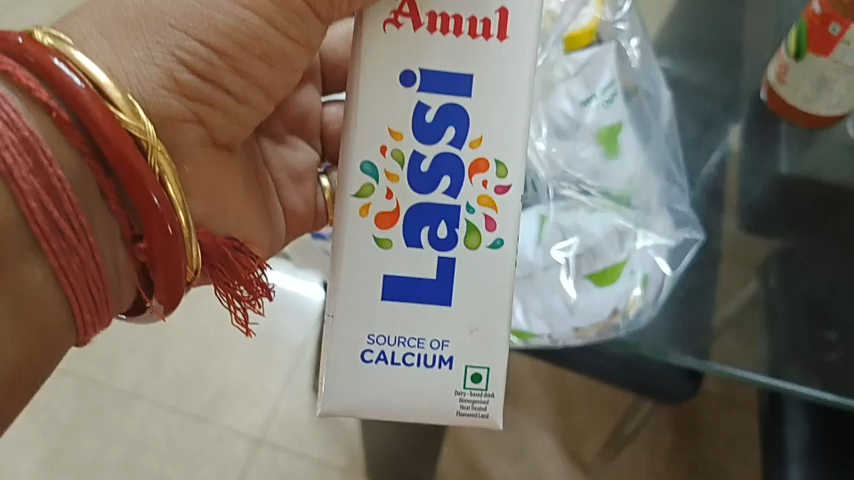 Amul
Lassi
SOURCE OF
CALCIUM
Dairy - based drink
Homogenised
Heat Treated
Flavoured Lassi